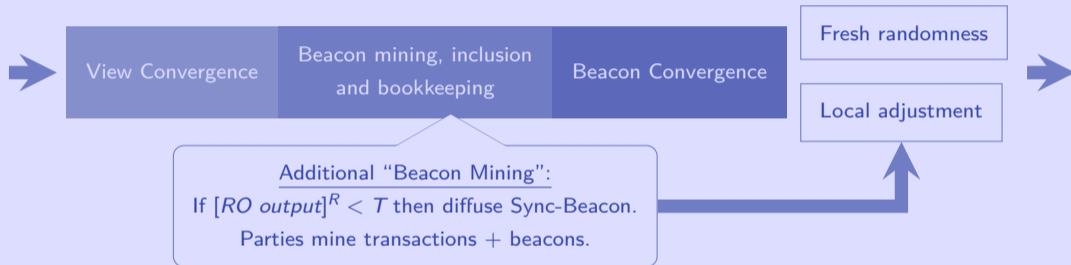 View Convergence
Beacon mining, inclusion
and bookkeeping
Beacon Convergence
Fresh randomness
Local adjustment
Additional “Beacon Mining”:
If [RO output]ᴿ < T then diffuse Sync-Beacon.
Parties mine transactions + beacons.